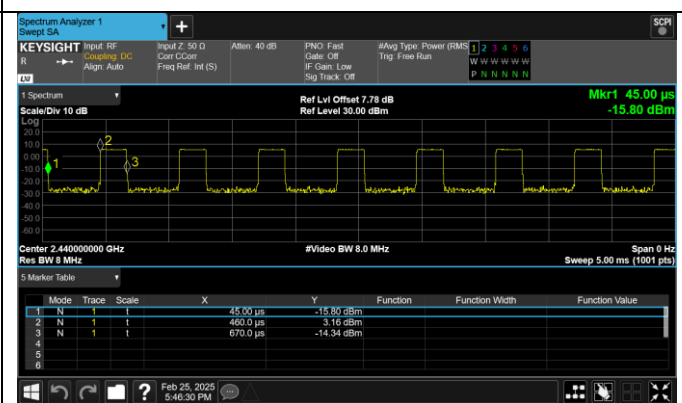 Spectrum Analyzer 1
Swept SA
SCPI
KEYSIGHT Input: RF Input Z: 50 Ω Atten: 40 dB PNO: Fast #Avg Type: Power (RMS 1 2 3 4 5 6
R Coupling: DC Corr CCorr Gate: Off Trig: Free Run W W W W W W
Align: Auto Freq Ref: Int (S) IF Gain: Low P N N N N N
LXI Sig Track: Off
1 Spectrum Ref Lvl Offset 7.78 dB Mkr1 45.00 µs
Scale/Div 10 dB Ref Level 30.00 dBm -15.80 dBm
Log
20.0
10.0
0.00
-10.0
-20.0
-30.0
-40.0
-50.0
-60.0
1
2
3
Center 2.440000000 GHz #Video BW 8.0 MHz Span 0 Hz
Res BW 8 MHz Sweep 5.00 ms (1001 pts)
5 Marker Table
Mode Trace Scale X Y Function Function Width Function Value
1 N 1 t 45.00 µs -15.80 dBm
2 N 1 t 460.0 µs 3.16 dBm
3 N 1 t 670.0 µs -14.34 dBm
4
5
6
? Feb 25, 2025
5:46:30 PM